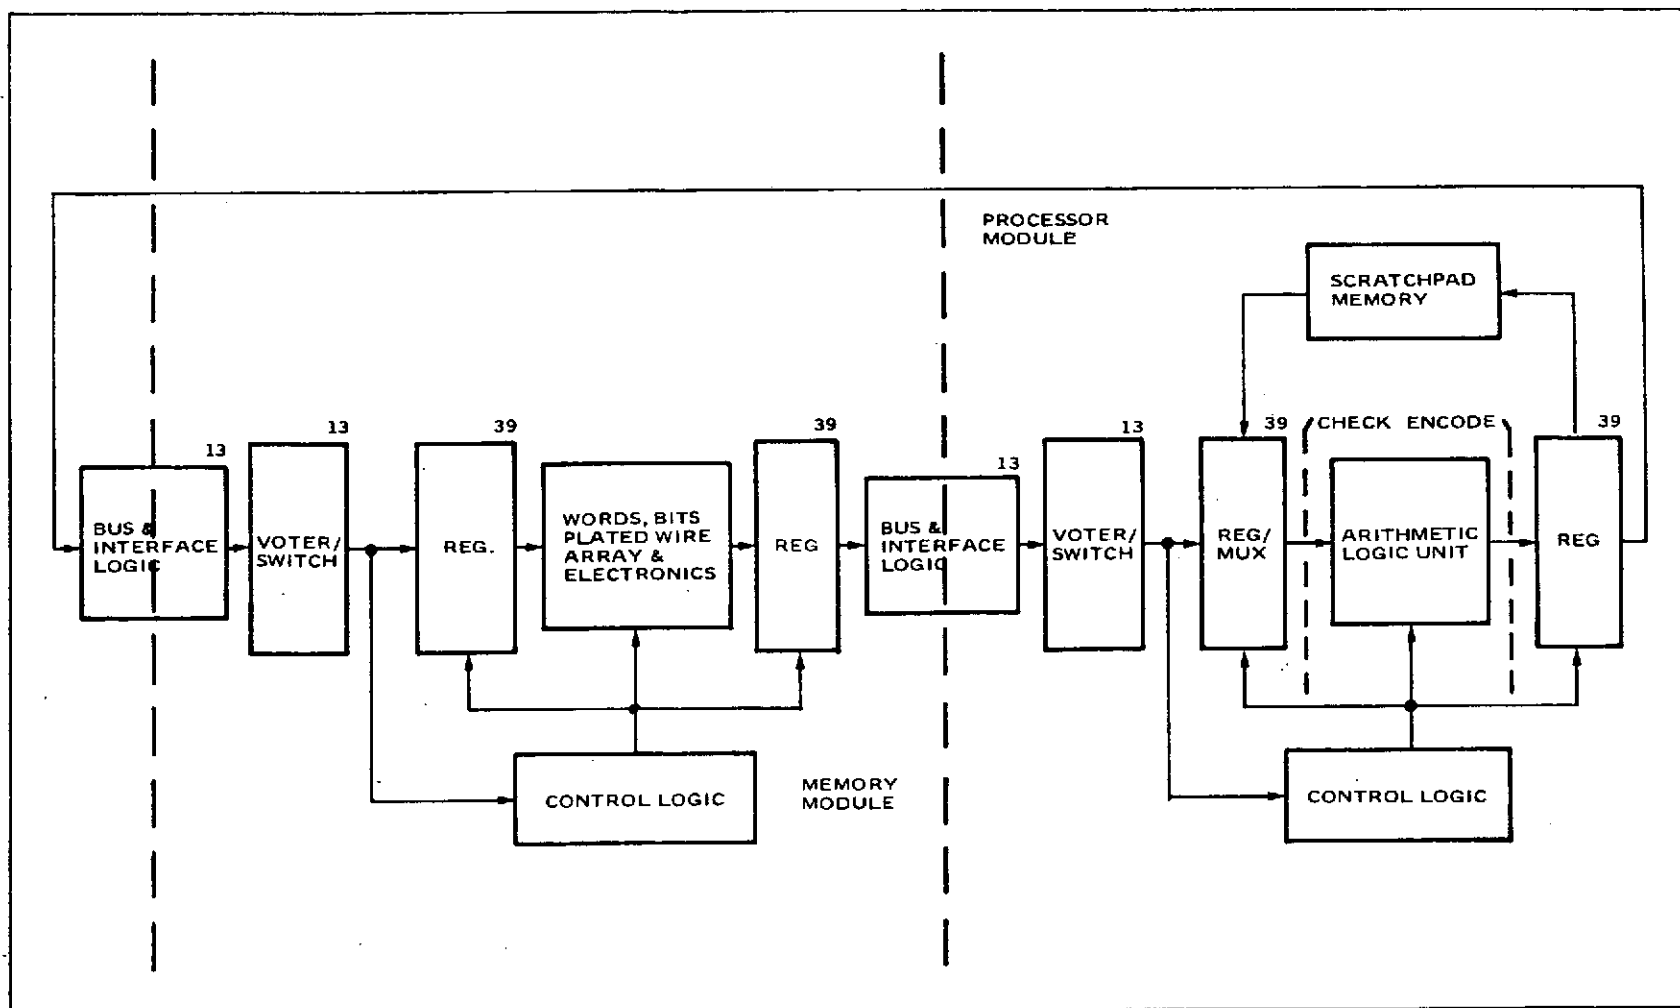 PROCESSOR
MODULE
SCRATCHPAD
MEMORY
13
BUS &
INTERFACE
LOGIC
13
VOTER/
SWITCH
39
REG.
WORDS, BITS
PLATED WIRE
ARRAY &
ELECTRONICS
39
REG
13
BUS &
INTERFACE
LOGIC
13
VOTER/
SWITCH
39
REG/
MUX
CHECK ENCODE
ARITHMETIC
LOGIC UNIT
39
REG
CONTROL LOGIC
MEMORY
MODULE
CONTROL LOGIC